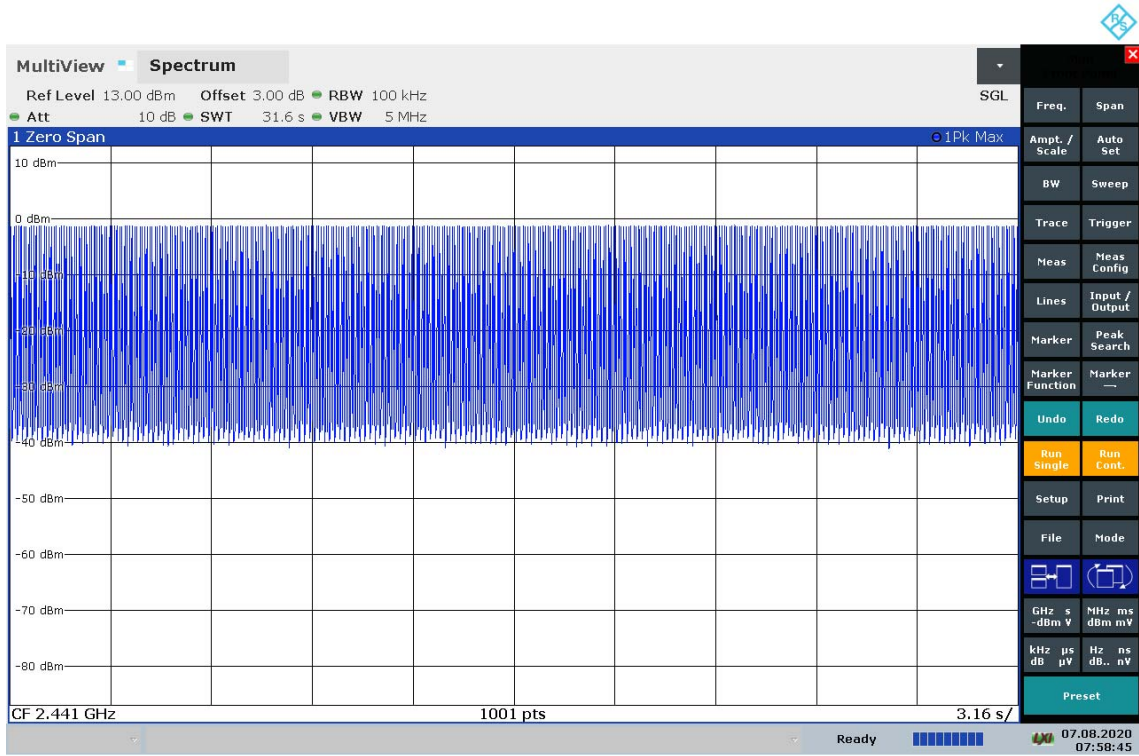 R&S
MultiView Spectrum
Ref Level 13.00 dBm Offset 3.00 dB RBW 100 kHz SGL
Att 10 dB SWT 31.6 s VBW 5 MHz
1 Zero Span 1Pk Max
10 dBm
0 dBm
-10 dBm
-20 dBm
-30 dBm
-40 dBm
-50 dBm
-60 dBm
-70 dBm
-80 dBm
CF 2.441 GHz 1001 pts 3.16 s/
Ready
07.08.2020
07:58:45
Freq. Span
Ampt. / Scale Auto Set
BW Sweep
Trace Trigger
Meas Meas Config
Lines Input / Output
Marker Peak Search
Marker Function Marker →
Undo Redo
Run Single Run Cont.
Setup Print
File Mode
GHz s -dBm V MHz ms dBm mV
kHz µs dB µV Hz ns dB.. nV
Preset
LXI